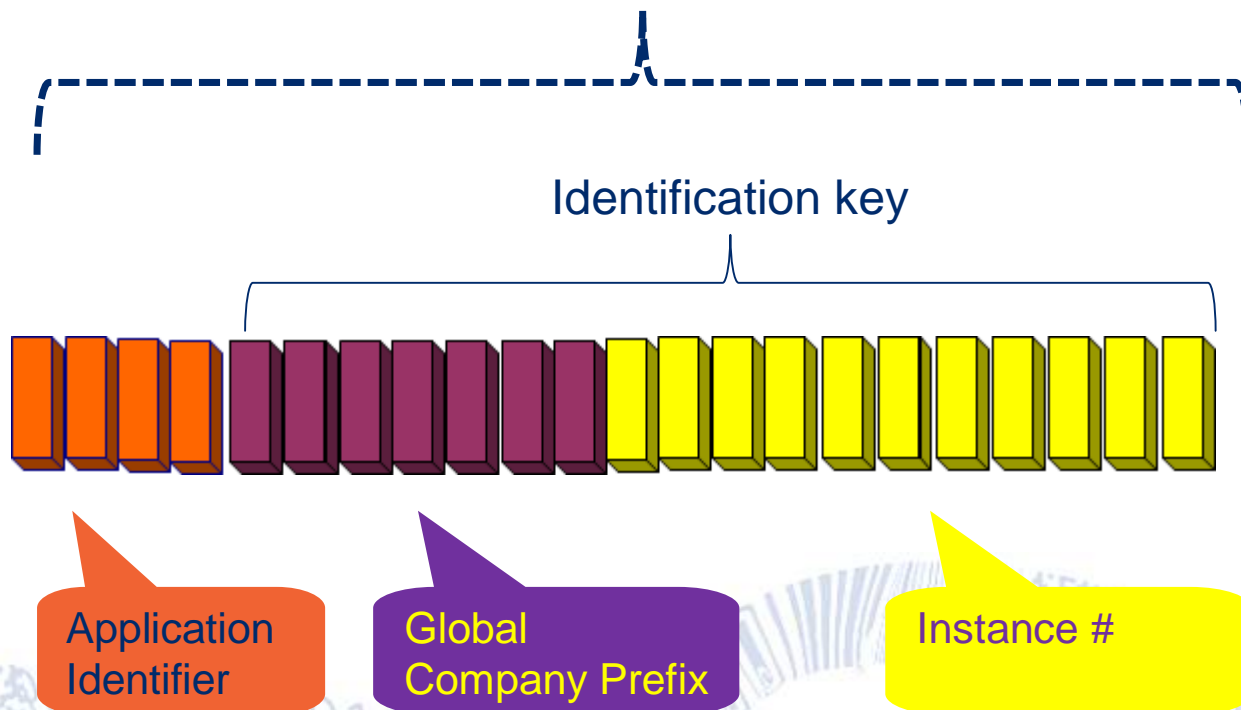 Identification key
Application
Identifier
Global
Company Prefix
Instance #